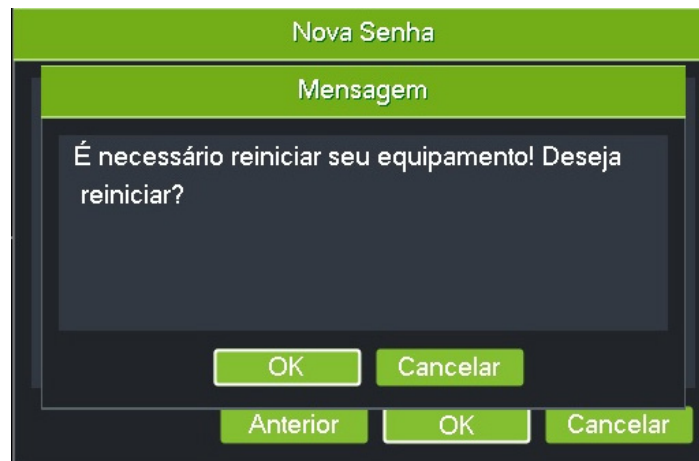 Nova Senha
Mensagem
É necessário reiniciar seu equipamento! Deseja
reiniciar?
OK Cancelar
Anterior OK Cancelar